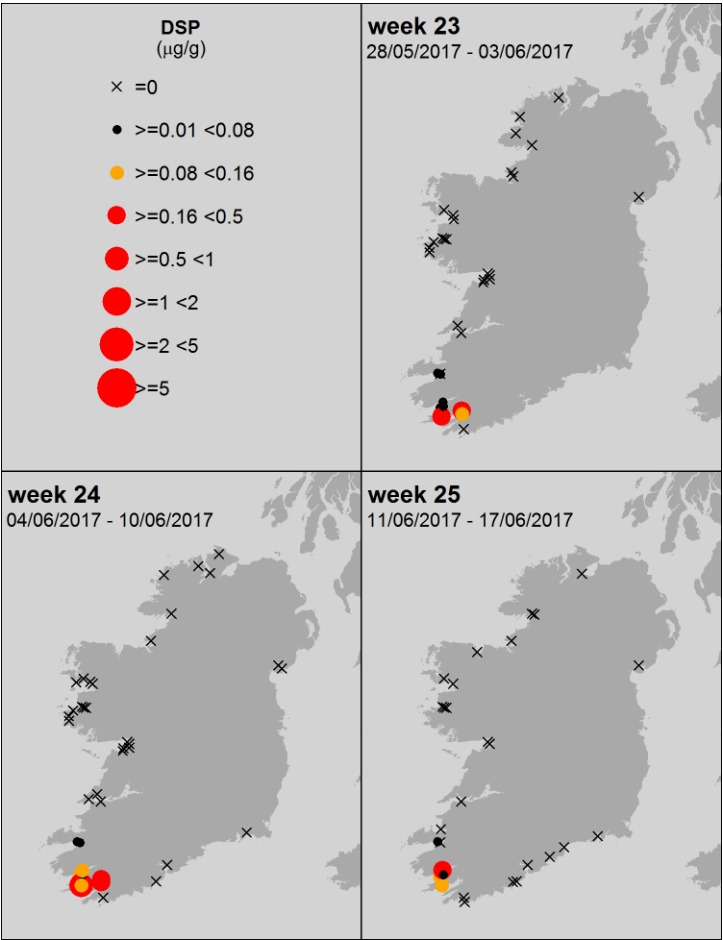 DSP
(μg/g)
=0
>=0.01 <0.08
>=0.08 <0.16
>=0.16 <0.5
>=0.5 <1
>=1 <2
>=2 <5
>=5
week 23
28/05/2017 - 03/06/2017
week 24
04/06/2017 - 10/06/2017
week 25
11/06/2017 - 17/06/2017